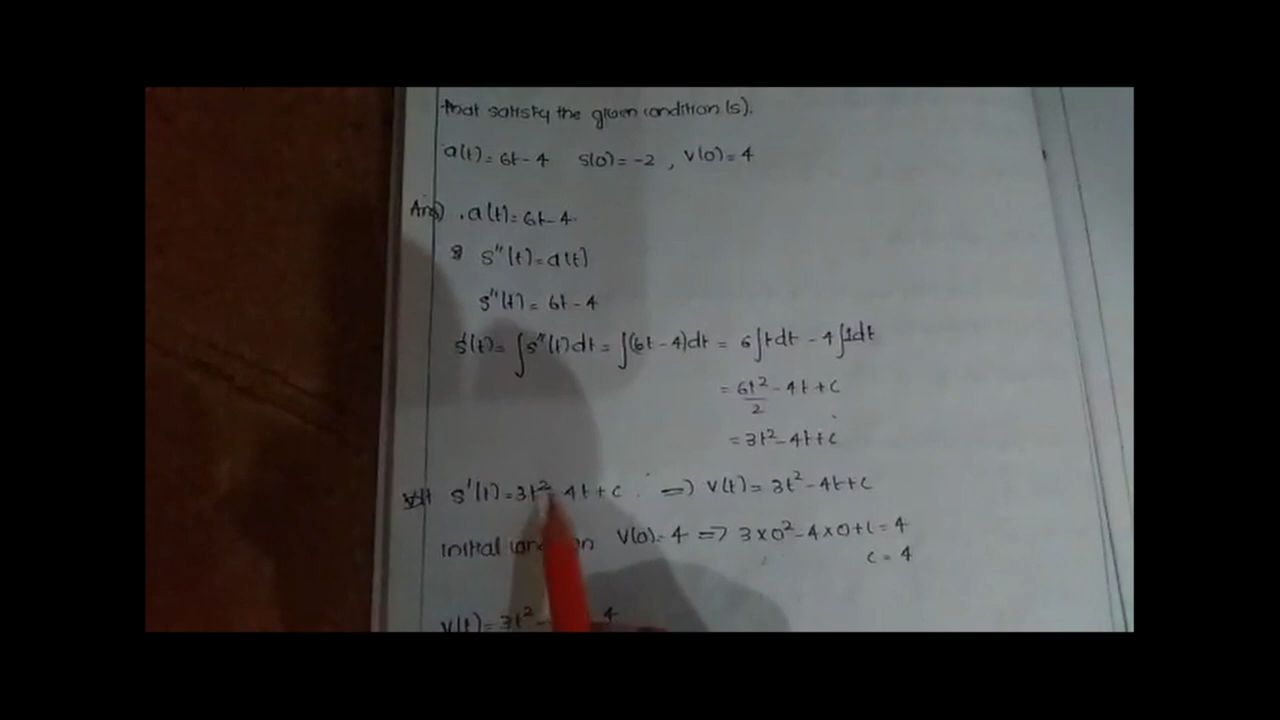 that satisfy the given condition (s).
a(t) = 6t - 4 s(0) = -2 , v(0) = 4
Ans) . a(t) = 6t - 4.
s''(t) = a(t)
s''(t) = 6t - 4
s'(t) = ∫s''(t)dt = ∫(6t - 4)dt = 6∫tdt - 4∫1dt
= 6t²/2 - 4t + c
= 3t² - 4t + c
s'(t) = 3t² 4t + c . => v(t) = 3t² - 4t + c
Initial v(0) = 4 => 3 x 0² - 4 x 0 + c = 4
c = 4
v(t) = 3t² - 4